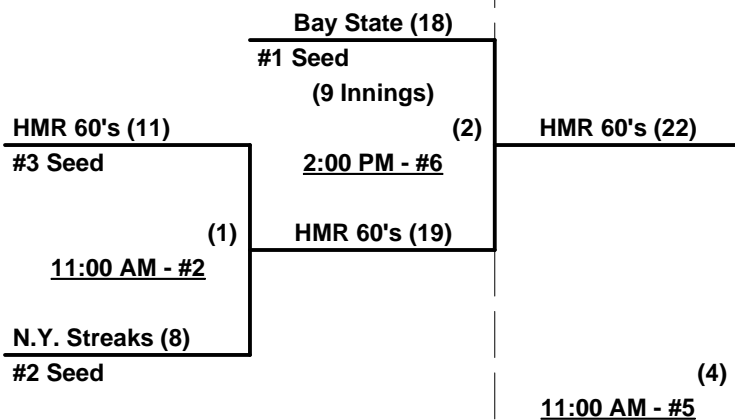 Bay State (18)
#1 Seed
(9 Innings)
HMR 60's (11)
(2)
HMR 60's (22)
#3 Seed
2:00 PM - #6
(1)
HMR 60's (19)
11:00 AM - #2
N.Y. Streaks (8)
#2 Seed
(4)
11:00 AM - #5